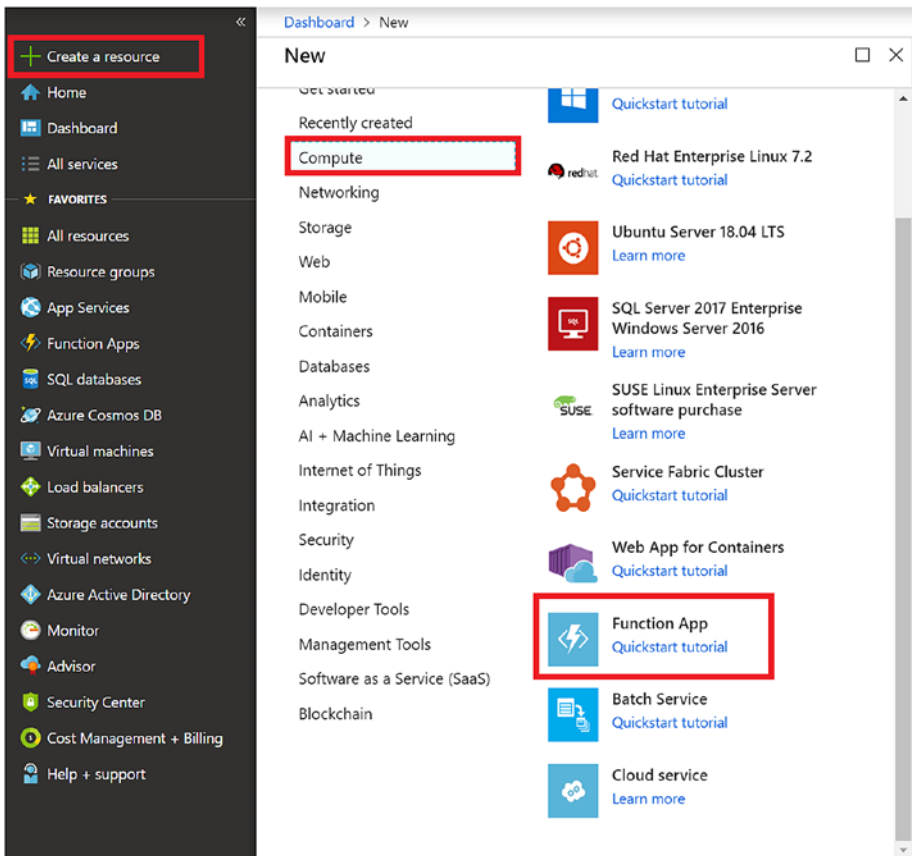 «
Create a resource
Home
Dashboard
All services
FAVORITES
All resources
Resource groups
App Services
Function Apps
SQL databases
Azure Cosmos DB
Virtual machines
Load balancers
Storage accounts
Virtual networks
Azure Active Directory
Monitor
Advisor
Security Center
Cost Management + Billing
Help + support
Dashboard > New
New
Get started
Recently created
Compute
Networking
Storage
Web
Mobile
Containers
Databases
Analytics
AI + Machine Learning
Internet of Things
Integration
Security
Identity
Developer Tools
Management Tools
Software as a Service (SaaS)
Blockchain
Quickstart tutorial
redhat
Red Hat Enterprise Linux 7.2
Quickstart tutorial
Ubuntu Server 18.04 LTS
Learn more
SQL
SQL Server 2017 Enterprise
Windows Server 2016
Learn more
SUSE
SUSE Linux Enterprise Server
software purchase
Learn more
Service Fabric Cluster
Quickstart tutorial
Web App for Containers
Quickstart tutorial
Function App
Quickstart tutorial
Batch Service
Quickstart tutorial
Cloud service
Learn more